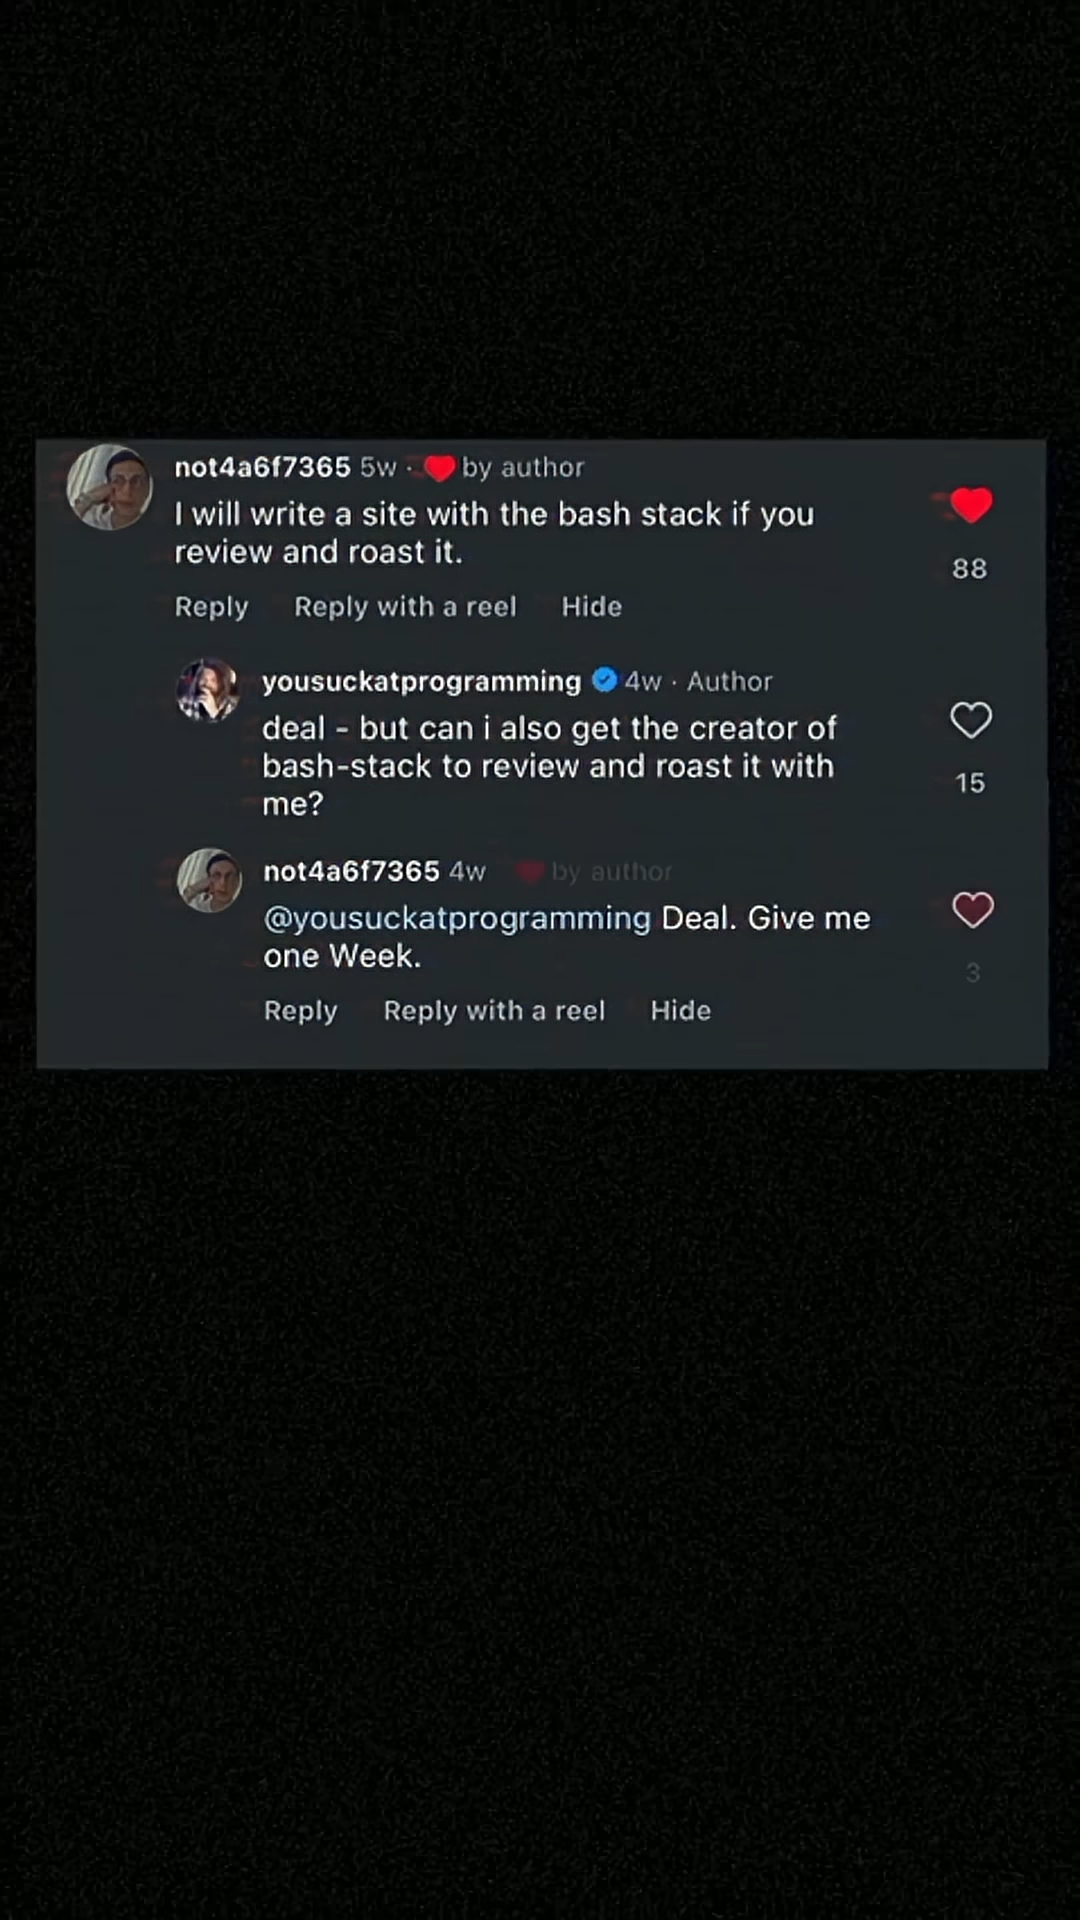 not4a6f7365 5w · ❤️ by author
I will write a site with the bash stack if you
review and roast it.
88
Reply Reply with a reel Hide
yousuckatprogramming 4w · Author
deal - but can i also get the creator of
bash-stack to review and roast it with
me?
15
not4a6f7365 4w ❤️ by author
@yousuckatprogramming Deal. Give me
one Week.
3
Reply Reply with a reel Hide